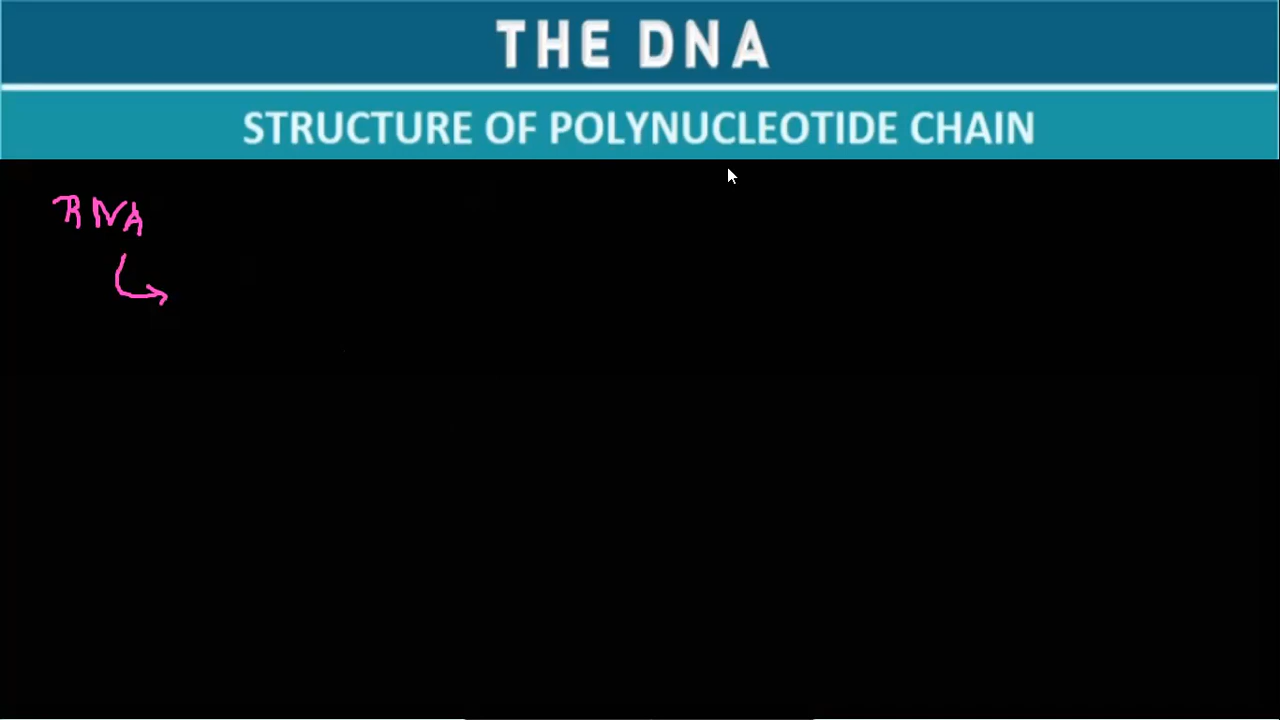 THE DNA
STRUCTURE OF POLYNUCLEOTIDE CHAIN
RNA